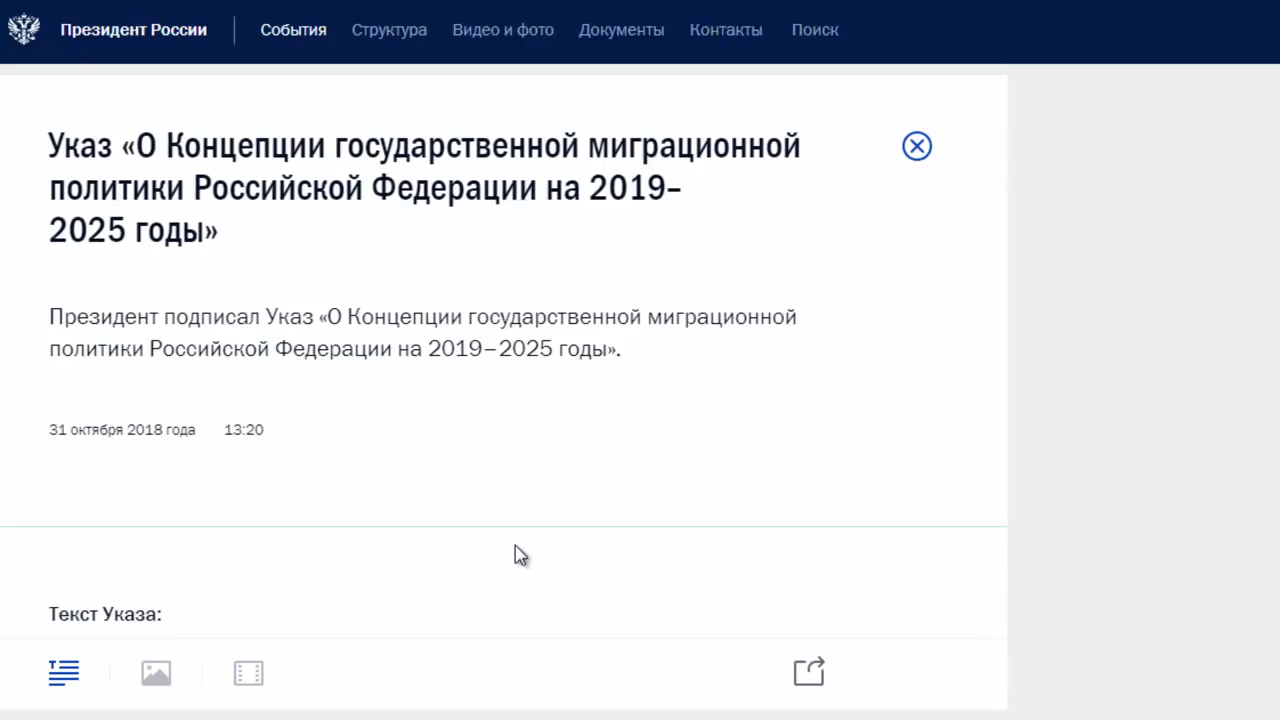 Президент России
События
Структура
Видео и фото
Документы
Контакты
Поиск
Указ «О Концепции государственной миграционной
политики Российской Федерации на 2019–
2025 годы»
Президент подписал Указ «О Концепции государственной миграционной
политики Российской Федерации на 2019–2025 годы».
31 октября 2018 года 13:20
Текст Указа: